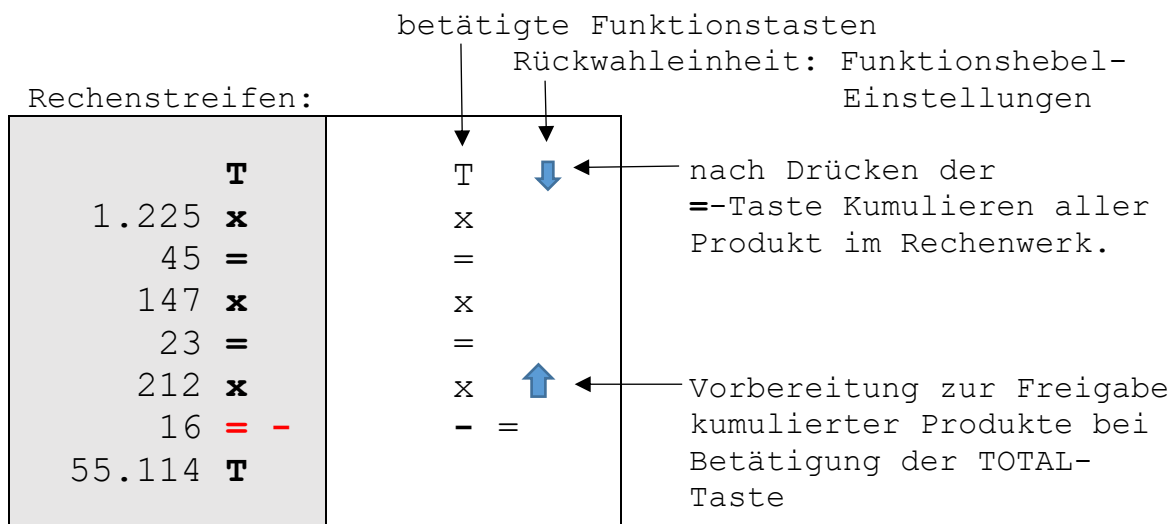 betätigte Funktionstasten
Rückwahleinheit: Funktionshebel-
Einstellungen
Rechenstreifen:
T T
1.225 x x
45 = =
147 x x
23 = =
212 x x
16 = - - =
55.114 T
nach Drücken der
=-Taste Kumulieren aller
Produkt im Rechenwerk.
Vorbereitung zur Freigabe
kumulierter Produkte bei
Betätigung der TOTAL-
Taste